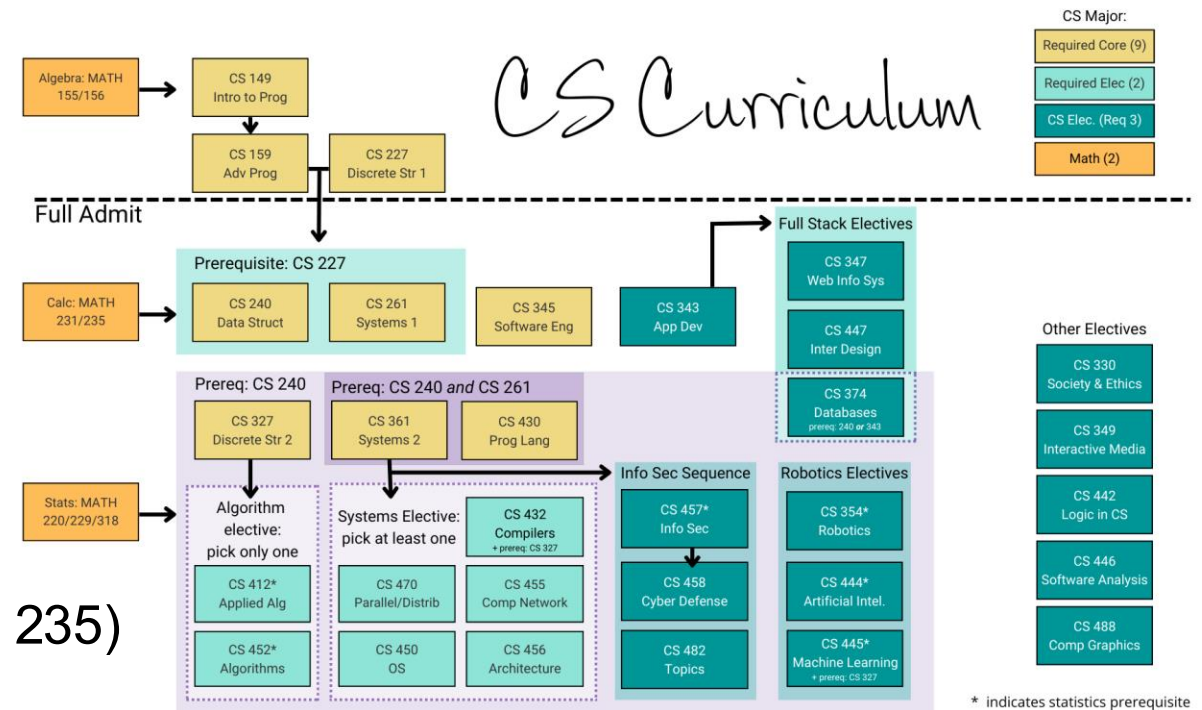 CS Curriculum
CS Major:
Required Core (9)
Required Elec (2)
CS Elec. (Req 3)
Math (2)
Algebra: MATH
155/156
CS 149
Intro to Prog
CS 159
Adv Prog
CS 227
Discrete Str 1
Full Admit
Prerequisite: CS 227
Calc: MATH
231/235
CS 240
Data Struct
CS 261
Systems 1
CS 345
Software Eng
CS 343
App Dev
Full Stack Electives
CS 347
Web Info Sys
CS 447
Inter Design
CS 374
Databases
prereq: 240 or 343
Prereq: CS 240
CS 327
Discrete Str 2
Prereq: CS 240 and CS 261
CS 361
Systems 2
CS 430
Prog Lang
Stats: MATH
220/229/318
Algorithm
elective:
pick only one
CS 412*
Applied Alg
CS 452*
Algorithms
Systems Elective:
pick at least one
CS 432
Compilers
+ prereq: CS 327
CS 470
Parallel/Distrib
CS 455
Comp Network
CS 450
OS
CS 456
Architecture
Info Sec Sequence
CS 457*
Info Sec
CS 458
Cyber Defense
CS 482
Topics
Robotics Electives
CS 354*
Robotics
CS 444*
Artificial Intel.
CS 445*
Machine Learning
+ prereq: CS 327
Other Electives
CS 330
Society & Ethics
CS 349
Interactive Media
CS 442
Logic in CS
CS 446
Software Analysis
CS 488
Comp Graphics
235)
* indicates statistics prerequisite